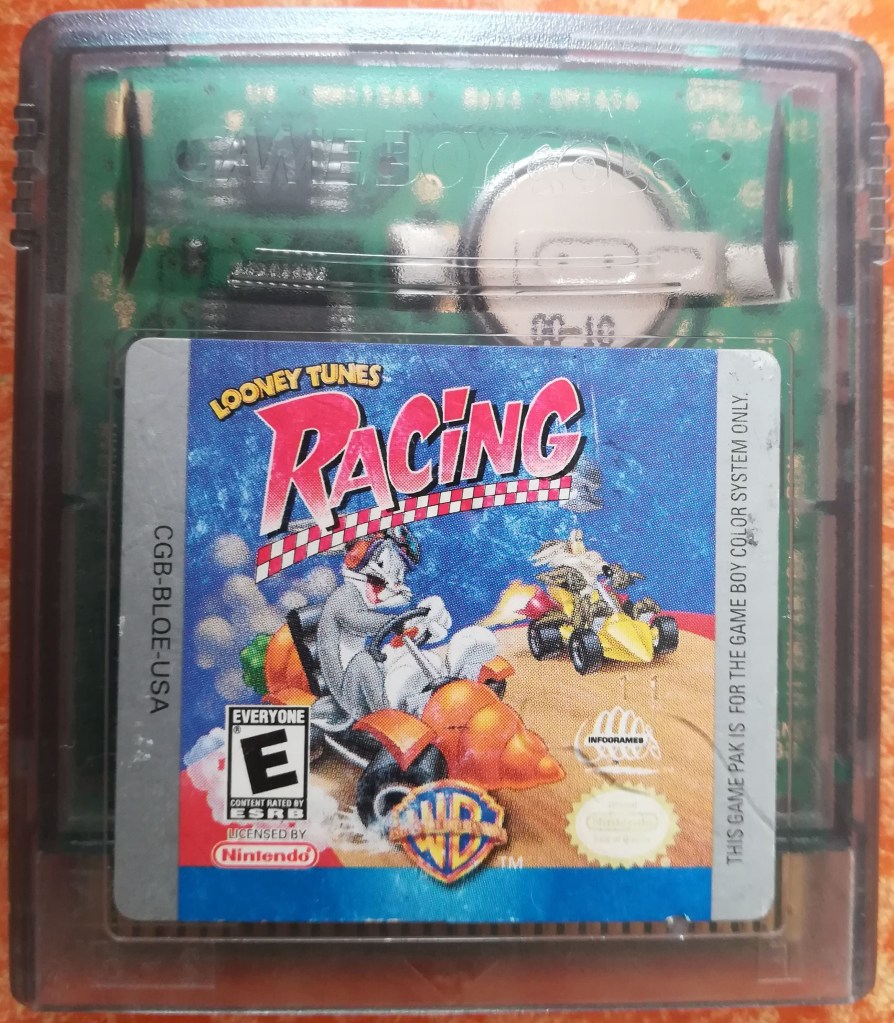 GAME BOY COLOR
LOONEY TUNES
RACING
CGB-BLQE-USA
THIS GAME PAK IS FOR THE GAME BOY COLOR SYSTEM ONLY.
11
INFOGRAMES
EVERYONE
E
CONTENT RATED BY
ESRB
LICENSED BY
Nintendo
WB
TM